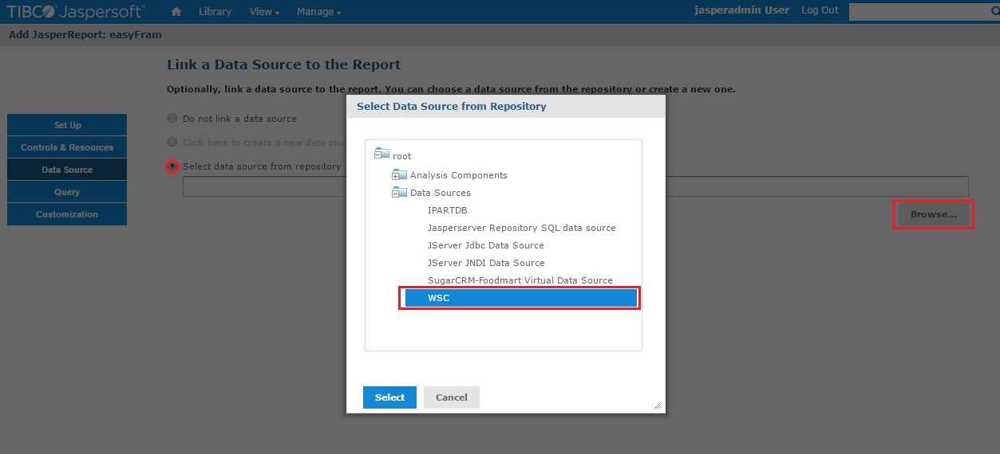 TIBCO Jaspersoft® Library View Manage jasperadmin User Log Out
Add JasperReport: easyFram
Link a Data Source to the Report
Optionally, link a data source to the report. You can choose a data source from the repository or create a new one.
Set Up
Controls & Resources
Data Source
Query
Customization
Do not link a data source
Click here to create a new data sou
Select data source from repository
Browse...
Select Data Source from Repository
root
Analysis Components
Data Sources
IPARTDB
Jasperserver Repository SQL data source
JServer Jdbc Data Source
JServer JNDI Data Source
SugarCRM-Foodmart Virtual Data Source
WSC
Select Cancel